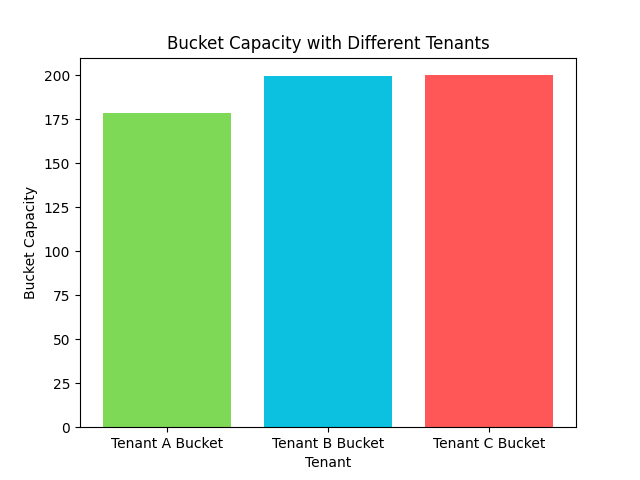 Bucket Capacity with Different Tenants
200
175
150
125
100
75
50
25
0
Bucket Capacity
Tenant A Bucket
Tenant B Bucket
Tenant C Bucket
Tenant